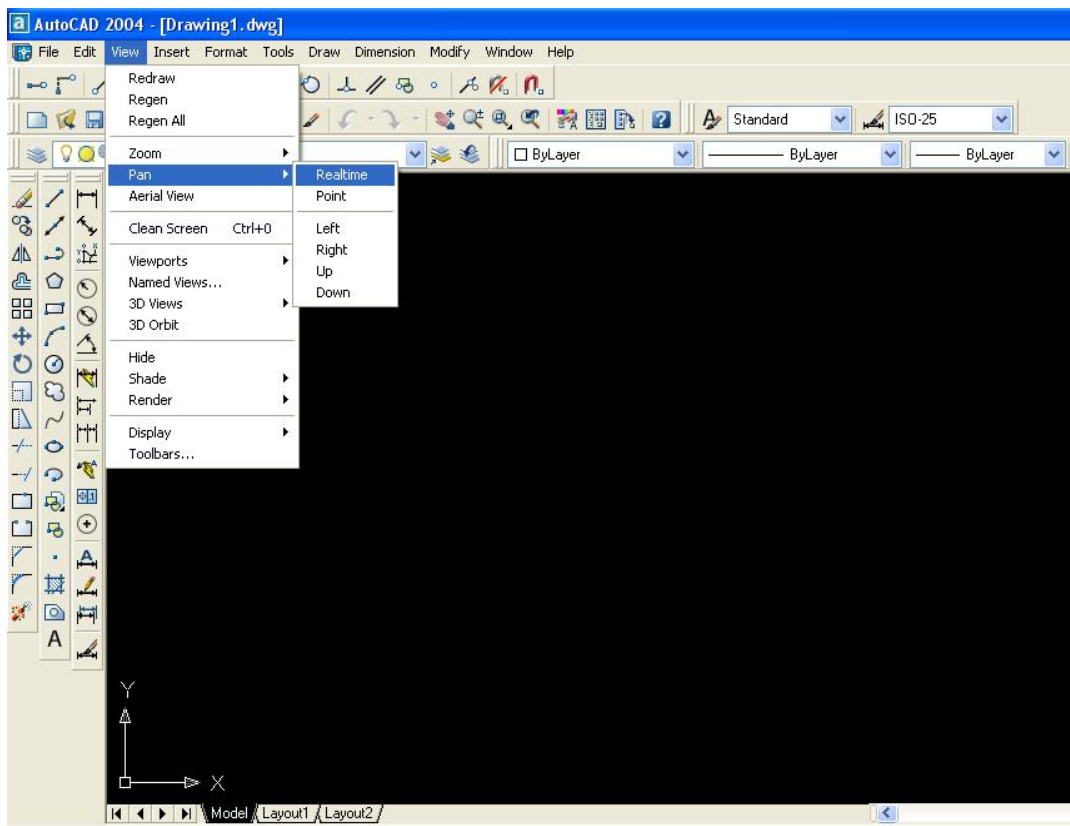 a AutoCAD 2004 - [Drawing1.dwg]
File Edit View Insert Format Tools Draw Dimension Modify Window Help
Standard ISO-25
ByLayer ByLayer ByLayer
Redraw
Regen
Regen All
Zoom
Pan
Aerial View
Clean Screen Ctrl+0
Viewports
Named Views...
3D Views
3D Orbit
Hide
Shade
Render
Display
Toolbars...
Realtime
Point
Left
Right
Up
Down
A
Y
X
Model Layout1 Layout2